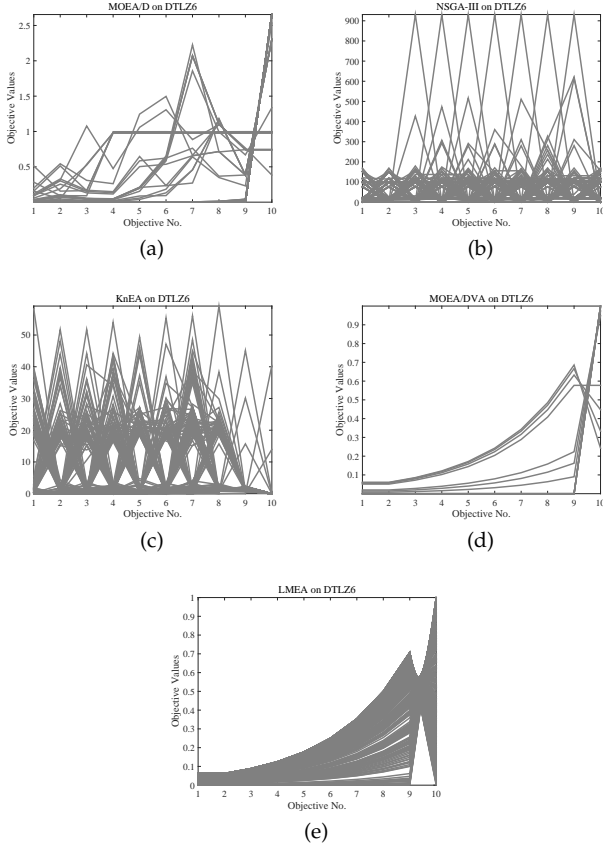 MOEA/D on DTLZ6
2.5
2
1.5
1
0.5
Objective Values
1 2 3 4 5 6 7 8 9 10
Objective No.
(a)
NSGA-III on DTLZ6
900
800
700
600
500
400
300
200
100
0
Objective Values
1 2 3 4 5 6 7 8 9 10
Objective No.
(b)
KnEA on DTLZ6
50
40
30
20
10
0
Objective Values
1 2 3 4 5 6 7 8 9 10
Objective No.
(c)
MOEA/DVA on DTLZ6
0.9
0.8
0.7
0.6
0.5
0.4
0.3
0.2
0.1
Objective Values
1 2 3 4 5 6 7 8 9 10
Objective No.
(d)
LMEA on DTLZ6
1
0.9
0.8
0.7
0.6
0.5
0.4
0.3
0.2
0.1
0
Objective Values
1 2 3 4 5 6 7 8 9 10
Objective No.
(e)